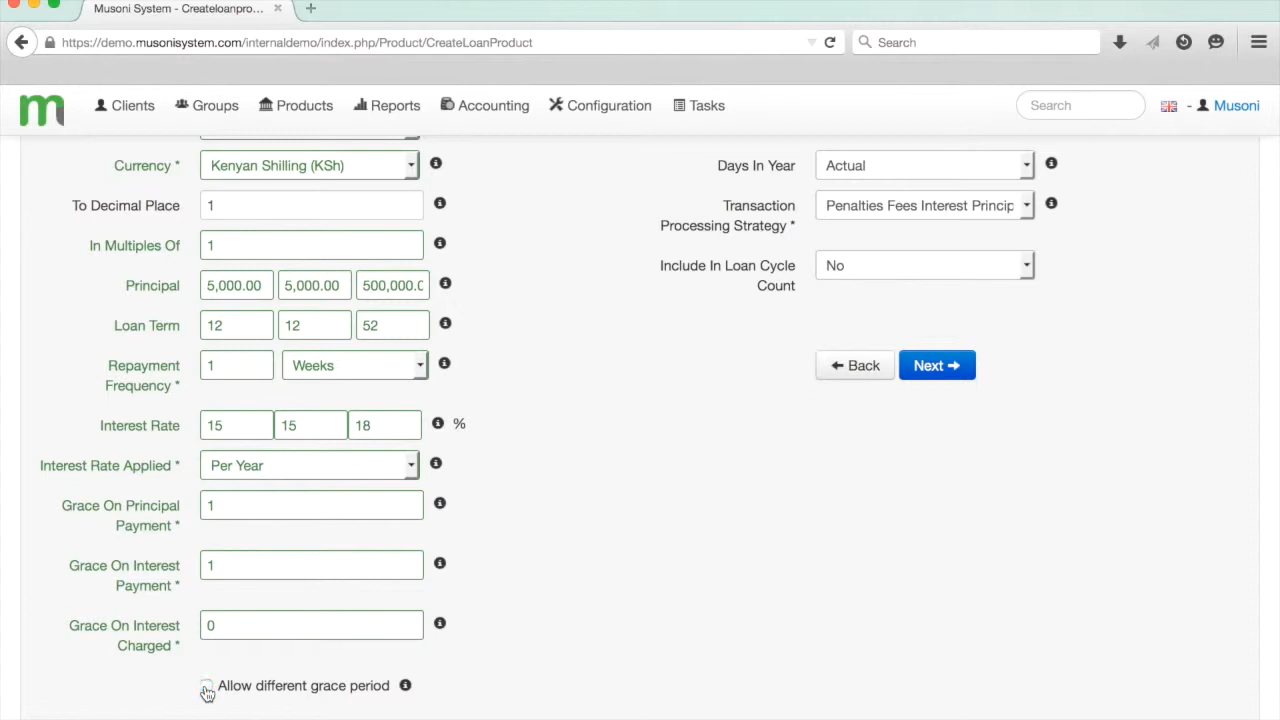 Musoni System - Createloanpro...
https://demo.musonisystem.com/internaldemo/index.php/Product/CreateLoanProduct
Search
m
Clients
Groups
Products
Reports
Accounting
Configuration
Tasks
Search
- Musoni
Currency *
Kenyan Shilling (KSh)
To Decimal Place
1
In Multiples Of
1
Principal
5,000.00
5,000.00
500,000.0
Loan Term
12
12
52
Repayment
Frequency *
1
Weeks
Interest Rate
15
15
18
%
Interest Rate Applied *
Per Year
Grace On Principal
Payment *
1
Grace On Interest
Payment *
1
Grace On Interest
Charged *
0
Allow different grace period
Days In Year
Actual
Transaction
Processing Strategy *
Penalties Fees Interest Princip
Include In Loan Cycle
Count
No
Back
Next